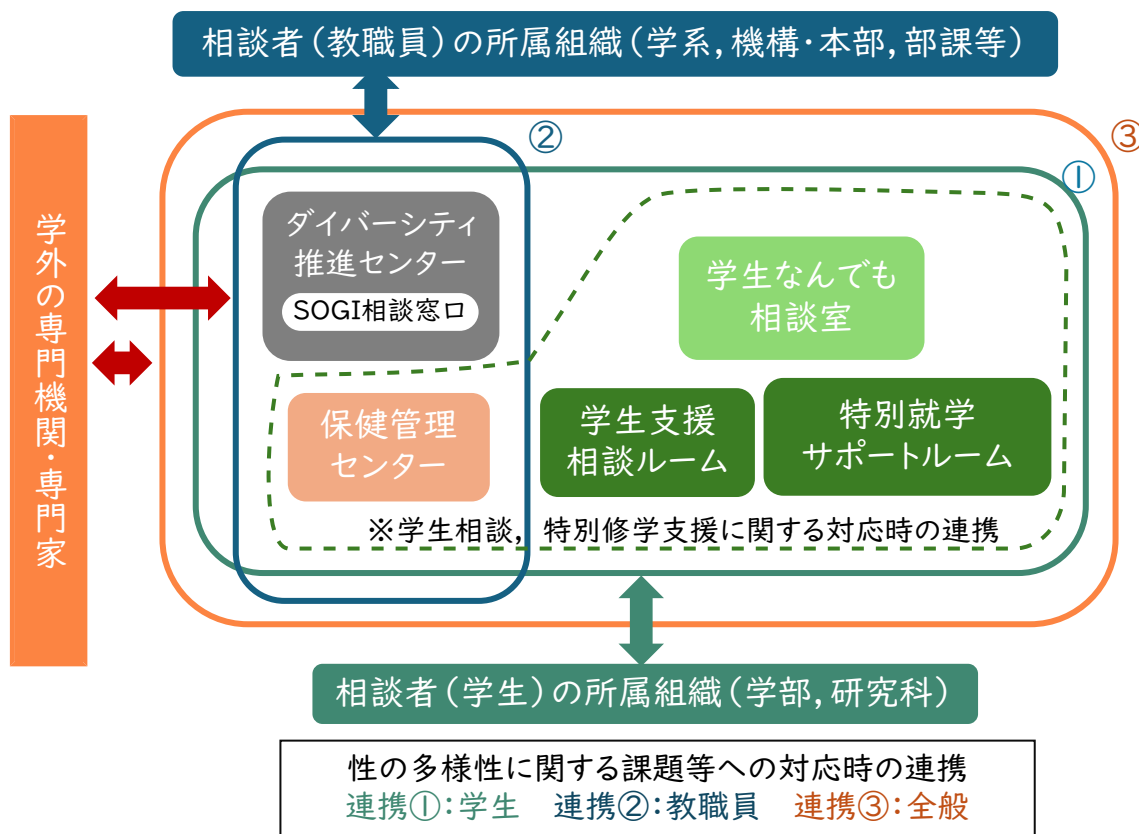 相談者(教職員)の所属組織(学系,機構・本部,部課等)
②
③
①
学外の専門機関・専門家
ダイバーシティ
推進センター
SOGI相談窓口
学生なんでも
相談室
保健管理
センター
学生支援
相談ルーム
特別就学
サポートルーム
※学生相談, 特別修学支援に関する対応時の連携
相談者(学生)の所属組織(学部,研究科)
性の多様性に関する課題等への対応時の連携
連携①:学生 連携②:教職員 連携③:全般